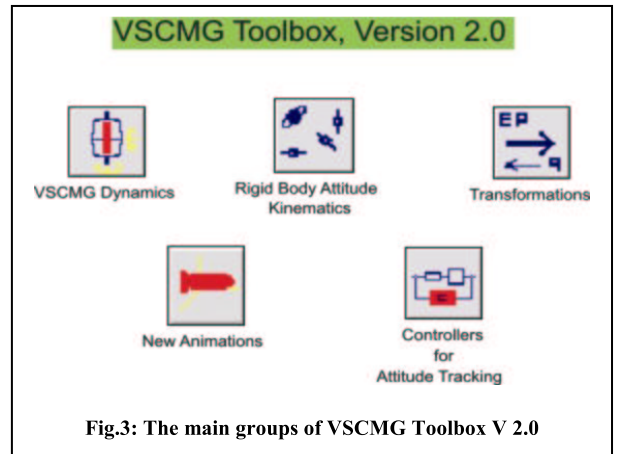 VSCMG Toolbox, Version 2.0
VSCMG Dynamics
Rigid Body Attitude
Kinematics
EP
q
Transformations
New Animations
Controllers
for
Attitude Tracking
Fig.3: The main groups of VSCMG Toolbox V 2.0